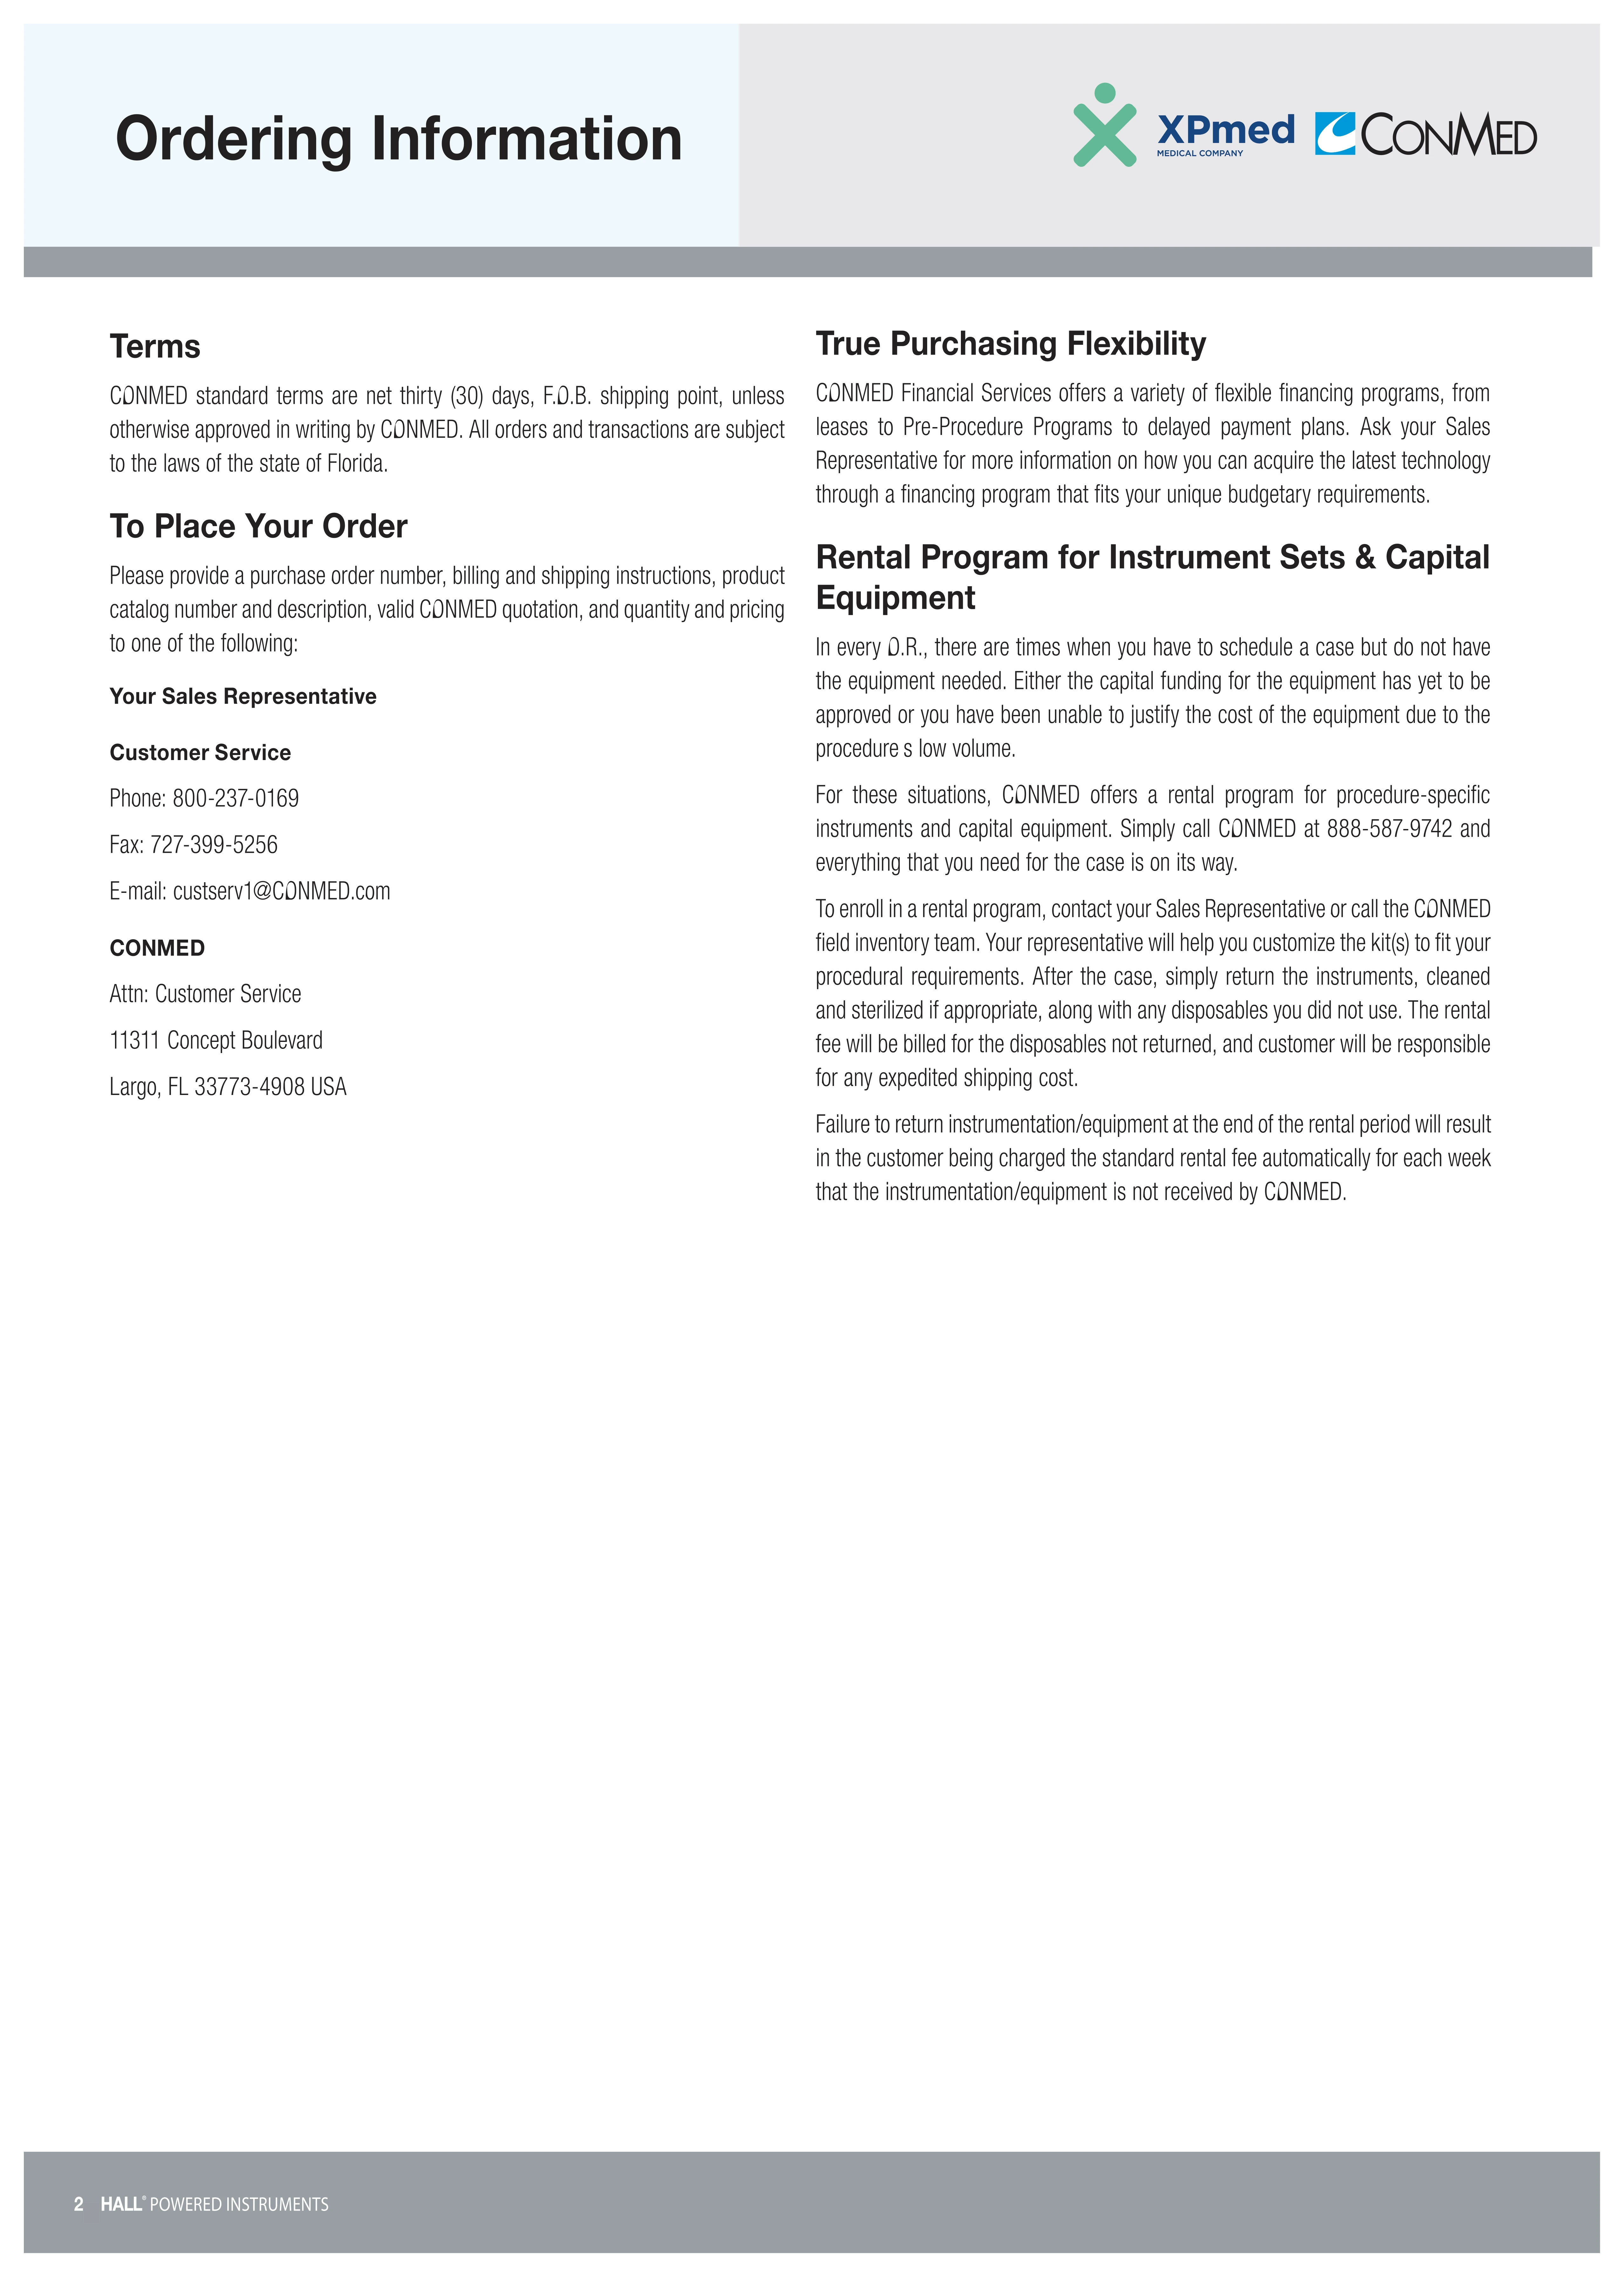 Ordering Information
XPmed
MEDICAL COMPANY
CONMED
Terms
CONMED standard terms are net thirty (30) days, F.O.B. shipping point, unless
otherwise approved in writing by CONMED. All orders and transactions are subject
to the laws of the state of Florida.
To Place Your Order
Please provide a purchase order number, billing and shipping instructions, product
catalog number and description, valid CONMED quotation, and quantity and pricing
to one of the following:
Your Sales Representative
Customer Service
Phone: 800-237-0169
Fax: 727-399-5256
E-mail: custserv1@CONMED.com
CONMED
Attn: Customer Service
11311 Concept Boulevard
Largo, FL 33773-4908 USA
True Purchasing Flexibility
CONMED Financial Services offers a variety of flexible financing programs, from
leases to Pre-Procedure Programs to delayed payment plans. Ask your Sales
Representative for more information on how you can acquire the latest technology
through a financing program that fits your unique budgetary requirements.
Rental Program for Instrument Sets & Capital
Equipment
In every O.R., there are times when you have to schedule a case but do not have
the equipment needed. Either the capital funding for the equipment has yet to be
approved or you have been unable to justify the cost of the equipment due to the
procedure s low volume.
For these situations, CONMED offers a rental program for procedure-specific
instruments and capital equipment. Simply call CONMED at 888-587-9742 and
everything that you need for the case is on its way.
To enroll in a rental program, contact your Sales Representative or call the CONMED
field inventory team. Your representative will help you customize the kit(s) to fit your
procedural requirements. After the case, simply return the instruments, cleaned
and sterilized if appropriate, along with any disposables you did not use. The rental
fee will be billed for the disposables not returned, and customer will be responsible
for any expedited shipping cost.
Failure to return instrumentation/equipment at the end of the rental period will result
in the customer being charged the standard rental fee automatically for each week
that the instrumentation/equipment is not received by CONMED.
2 HALL® POWERED INSTRUMENTS